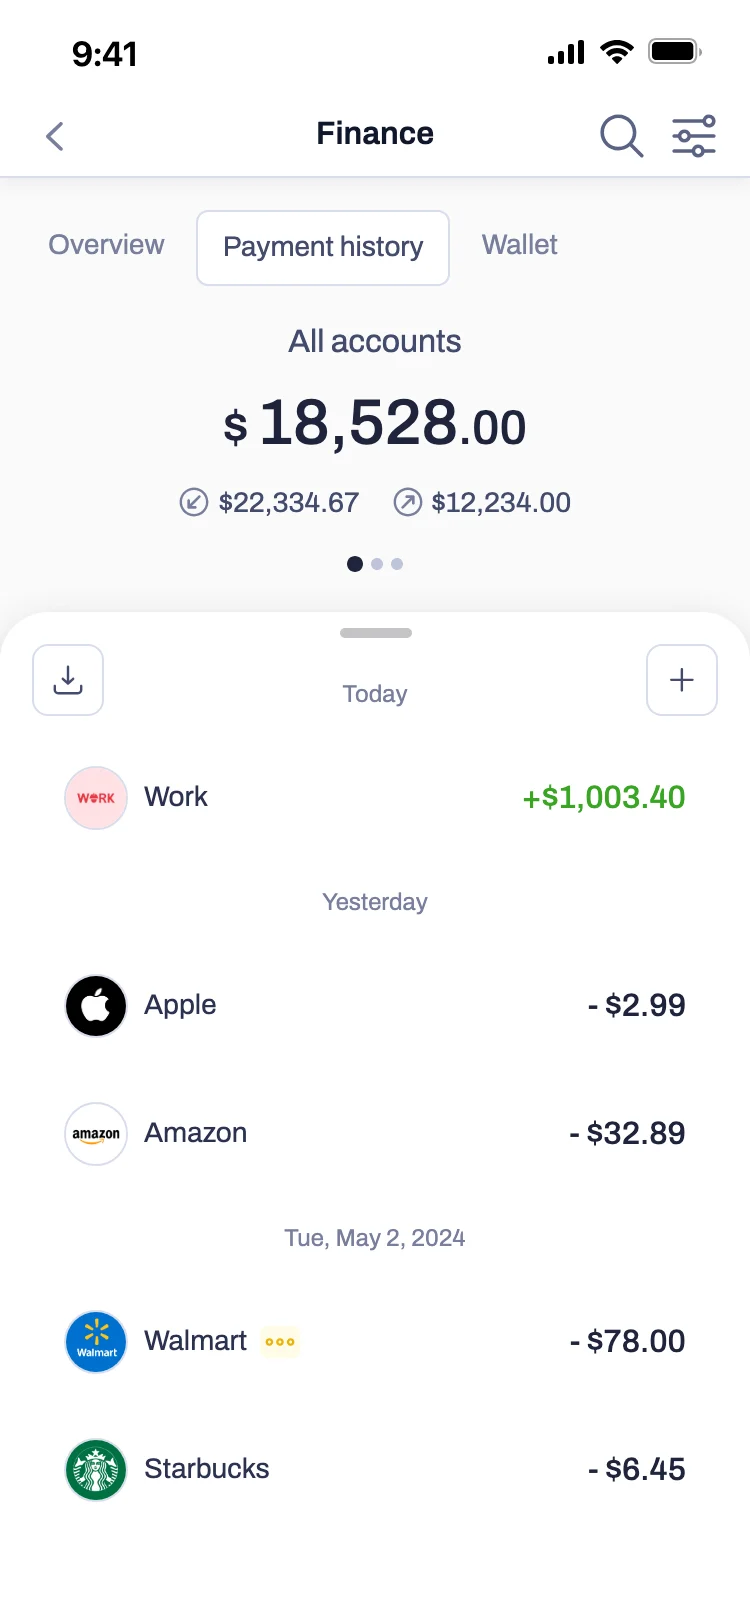 9:41
Finance
Overview Payment history Wallet
All accounts
$ 18,528.00
$22,334.67 $12,234.00
Today
WORK Work +$1,003.40
Yesterday
Apple - $2.99
amazon Amazon - $32.89
Tue, May 2, 2024
Walmart Walmart - $78.00
Starbucks - $6.45